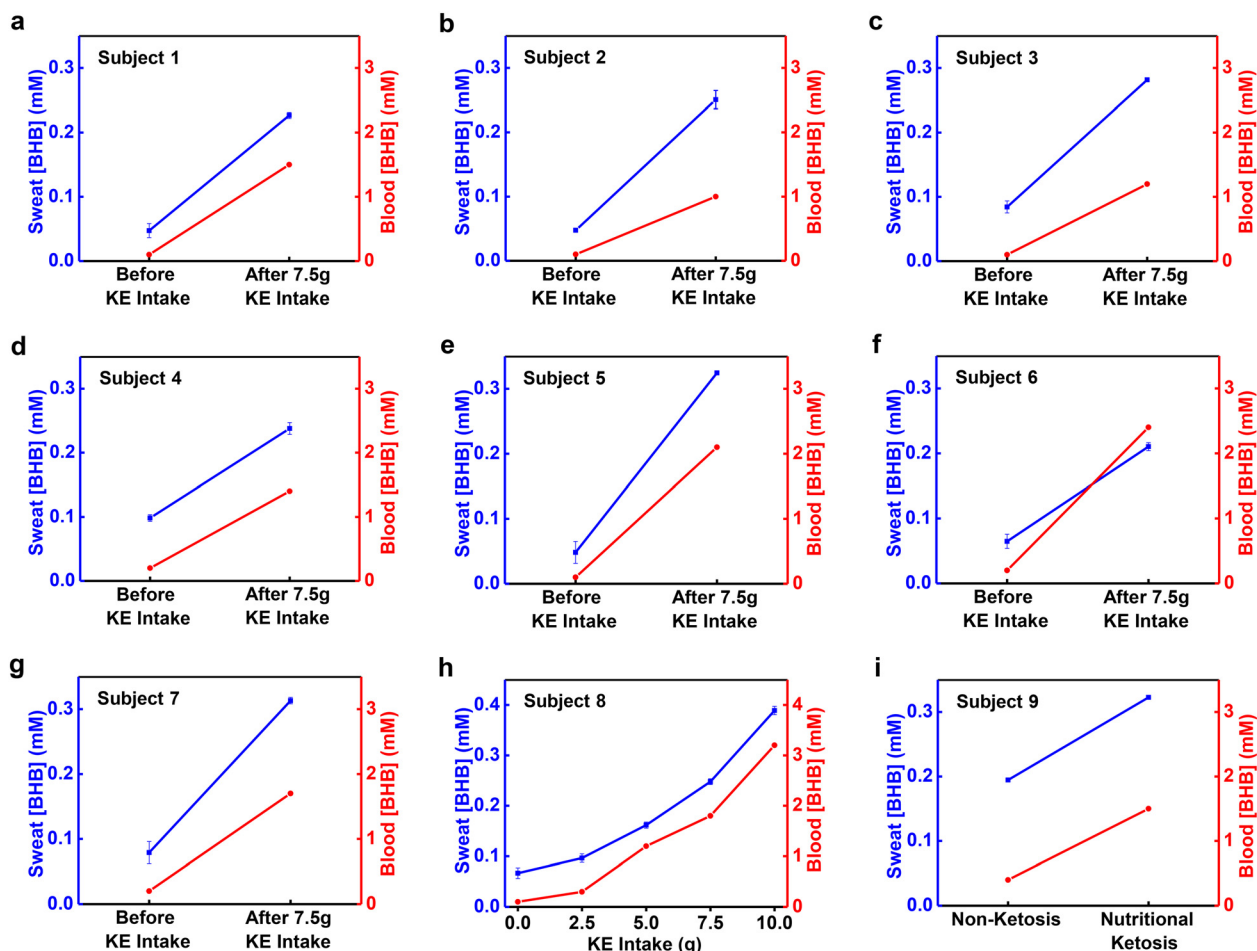 a
Subject 1
Sweat [BHB] (mM)
0.3
0.2
0.1
0.0
Blood [BHB] (mM)
3
2
1
0
Before
KE Intake
After 7.5g
KE Intake
b
Subject 2
Sweat [BHB] (mM)
0.3
0.2
0.1
0.0
Blood [BHB] (mM)
3
2
1
0
Before
KE Intake
After 7.5g
KE Intake
c
Subject 3
Sweat [BHB] (mM)
0.3
0.2
0.1
0.0
Blood [BHB] (mM)
3
2
1
0
Before
KE Intake
After 7.5g
KE Intake
d
Subject 4
Sweat [BHB] (mM)
0.3
0.2
0.1
0.0
Blood [BHB] (mM)
3
2
1
0
Before
KE Intake
After 7.5g
KE Intake
e
Subject 5
Sweat [BHB] (mM)
0.3
0.2
0.1
0.0
Blood [BHB] (mM)
3
2
1
0
Before
KE Intake
After 7.5g
KE Intake
f
Subject 6
Sweat [BHB] (mM)
0.3
0.2
0.1
0.0
Blood [BHB] (mM)
3
2
1
0
Before
KE Intake
After 7.5g
KE Intake
g
Subject 7
Sweat [BHB] (mM)
0.3
0.2
0.1
0.0
Blood [BHB] (mM)
3
2
1
0
Before
KE Intake
After 7.5g
KE Intake
h
Subject 8
Sweat [BHB] (mM)
0.4
0.3
0.2
0.1
0.0
Blood [BHB] (mM)
4
3
2
1
0
0.0 2.5 5.0 7.5 10.0
KE Intake (g)
i
Subject 9
Sweat [BHB] (mM)
0.3
0.2
0.1
0.0
Blood [BHB] (mM)
3
2
1
0
Non-Ketosis
Nutritional
Ketosis